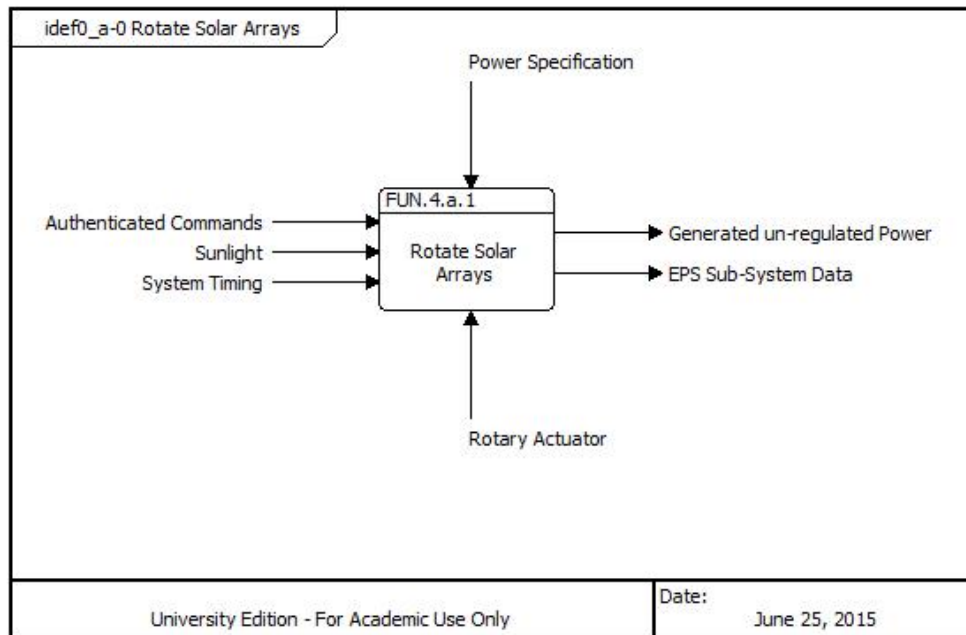 idef0_a-0 Rotate Solar Arrays
Power Specification
FUN.4.a.1
Authenticated Commands
Sunlight
System Timing
Rotate Solar
Arrays
Generated un-regulated Power
EPS Sub-System Data
Rotary Actuator
University Edition - For Academic Use Only
Date:
June 25, 2015